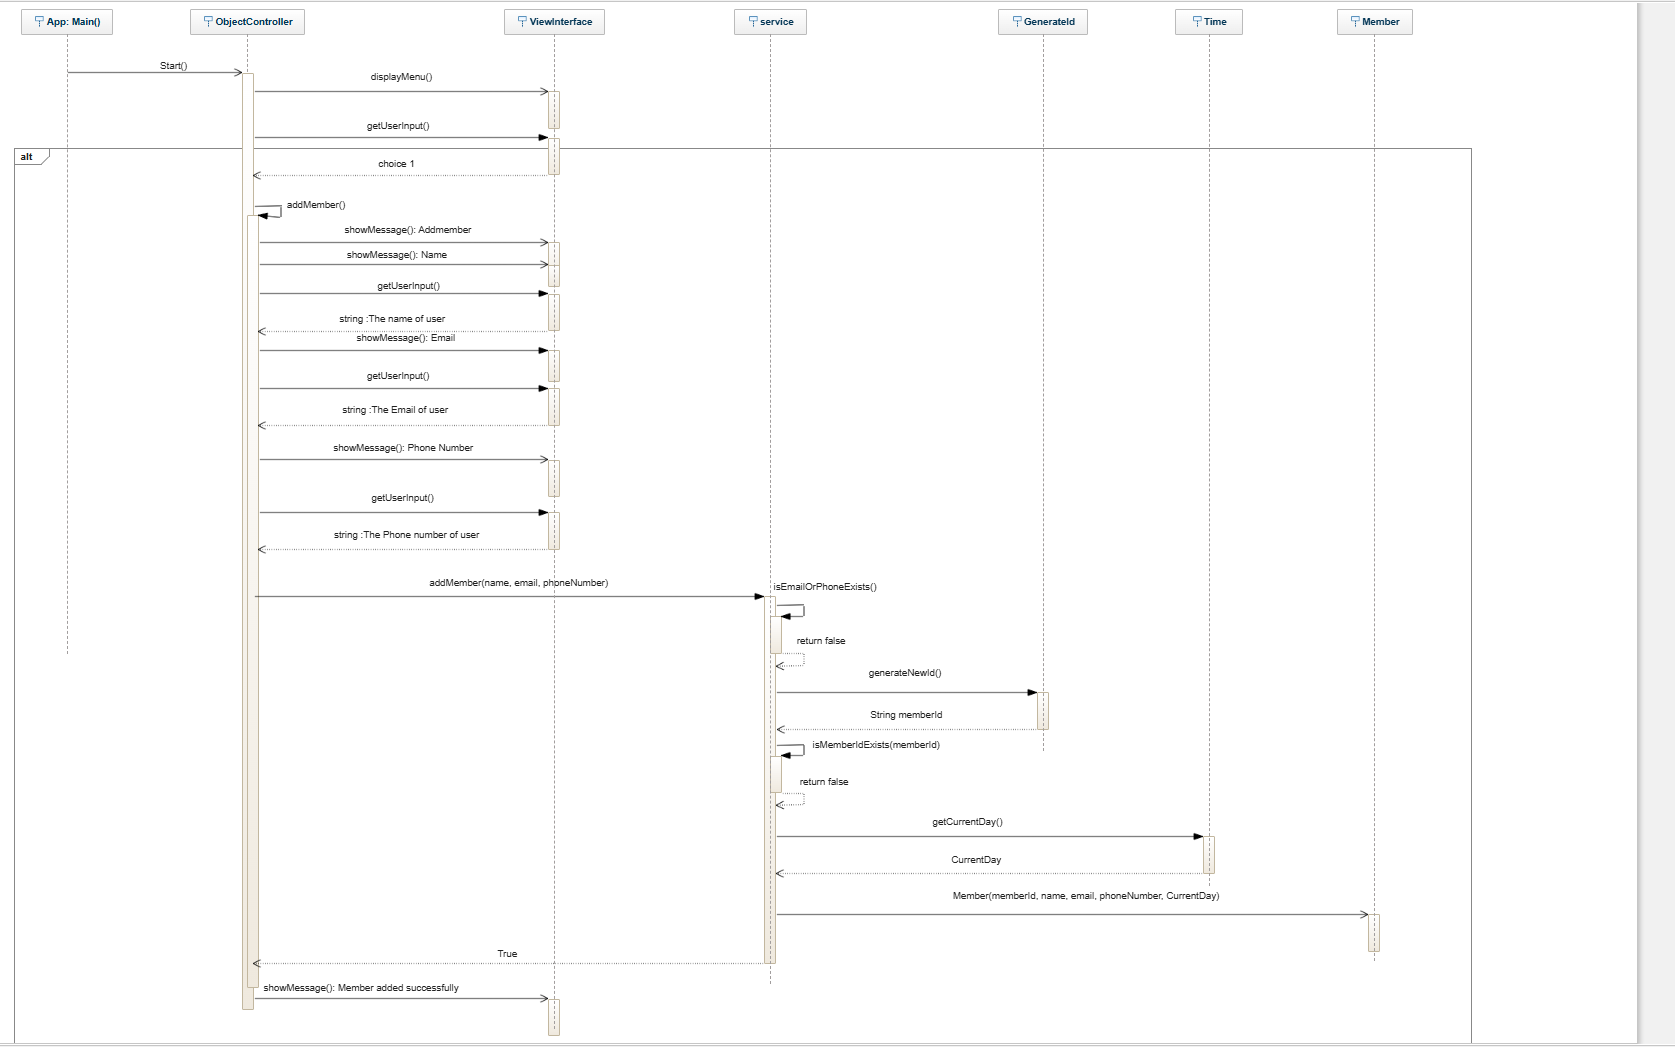 App: Main()
ObjectController
ViewInterface
service
GenerateId
Time
Member
Start()
displayMenu()
getUserInput()
alt
choice 1
addMember()
showMessage(): Addmember
showMessage(): Name
getUserInput()
string :The name of user
showMessage(): Email
getUserInput()
string :The Email of user
showMessage(): Phone Number
getUserInput()
string :The Phone number of user
addMember(name, email, phoneNumber)
isEmailOrPhoneExists()
return false
generateNewId()
String memberId
isMemberIdExists(memberId)
return false
getCurrentDay()
CurrentDay
Member(memberId, name, email, phoneNumber, CurrentDay)
True
showMessage(): Member added successfully